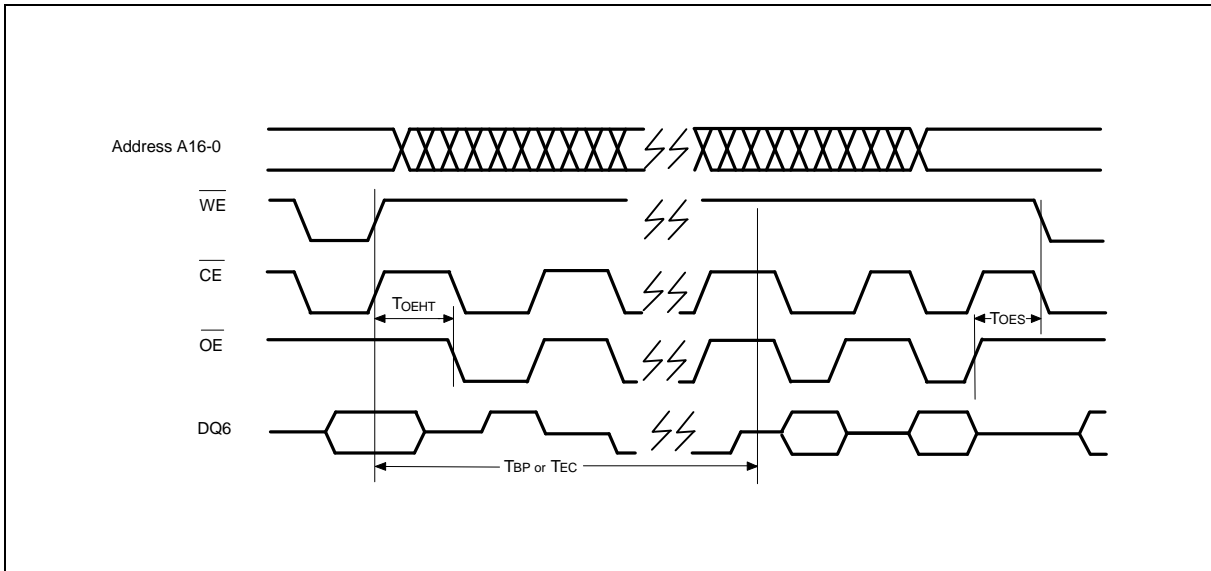 Address A16-0
WE
CE
TOEHT
TOES
OE
DQ6
TBP or TEC